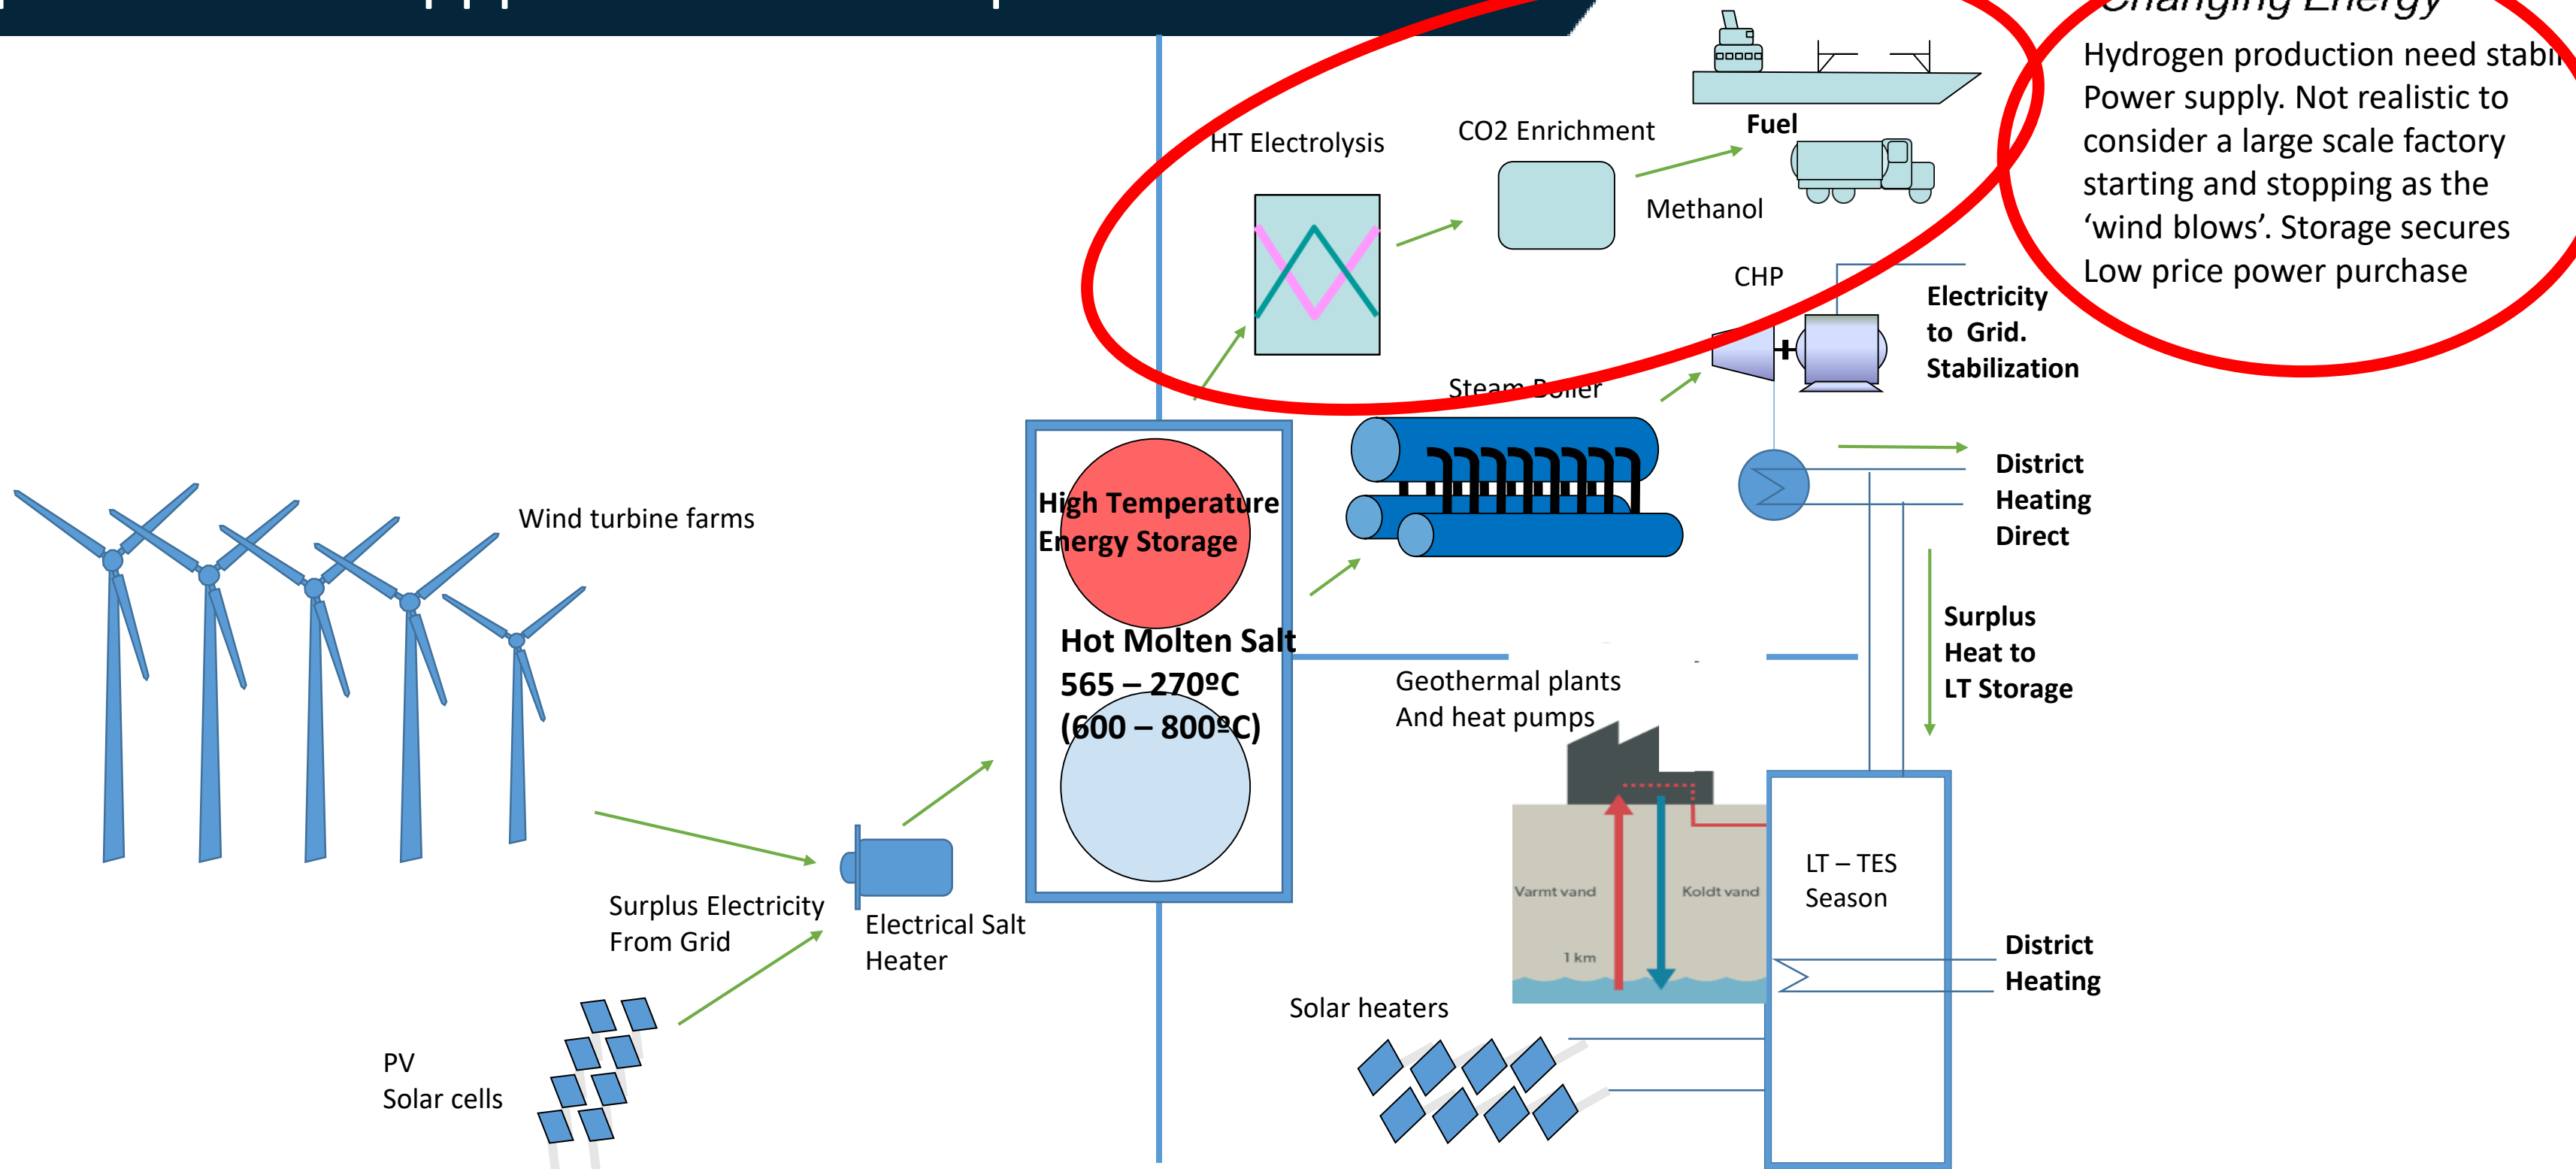 Changing Energy
Hydrogen production need stabil
Power supply. Not realistic to
consider a large scale factory
starting and stopping as the
‘wind blows’. Storage secures
Low price power purchase
HT Electrolysis
CO2 Enrichment
Fuel
Methanol
CHP
Electricity
to Grid.
Stabilization
Steam Boiler
District
Heating
Direct
Wind turbine farms
High Temperature
Energy Storage
Hot Molten Salt
565 – 270ºC
(600 – 800ºC)
Surplus
Heat to
LT Storage
Geothermal plants
And heat pumps
Varmt vand
Koldt vand
1 km
LT – TES
Season
Surplus Electricity
From Grid
Electrical Salt
Heater
District
Heating
Solar heaters
PV
Solar cells